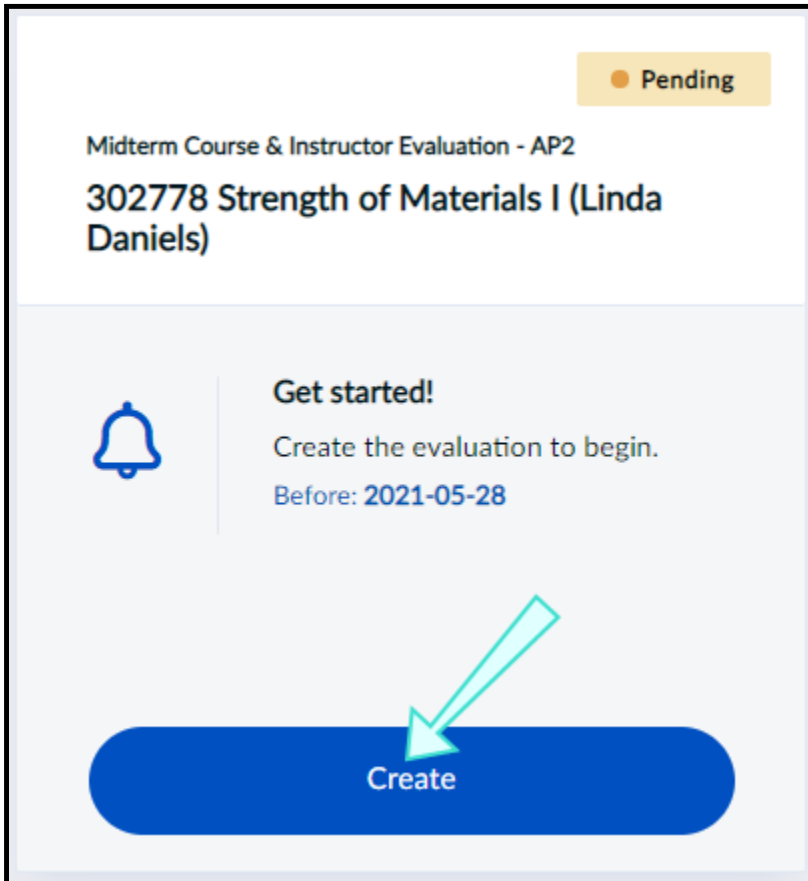 Pending
Midterm Course & Instructor Evaluation - AP2
302778 Strength of Materials I (Linda
Daniels)
Get started!
Create the evaluation to begin.
Before: 2021-05-28
Create